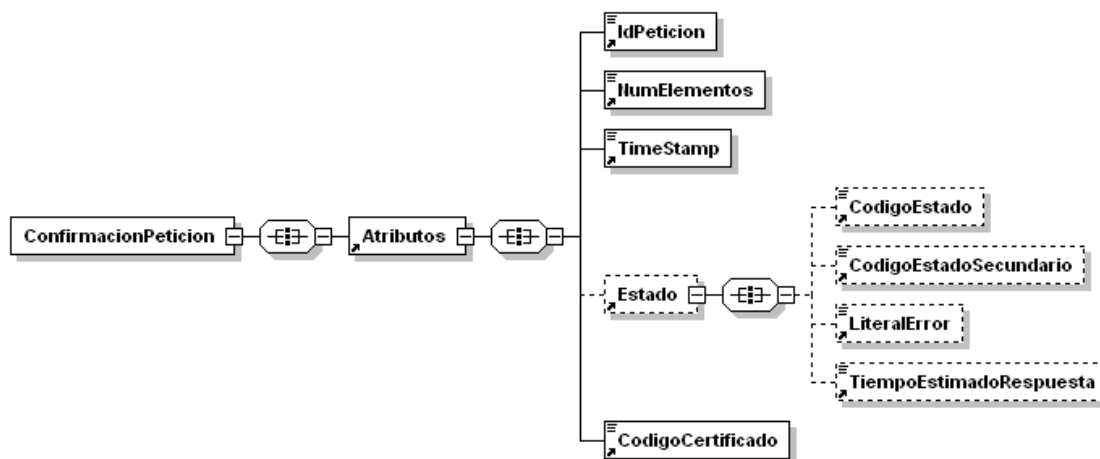 IdPeticion
NumElementos
TimeStamp
ConfirmacionPeticion
Atributos
Estado
CodigoEstado
CodigoEstadoSecundario
LiteralError
TiempoEstimadoRespuesta
CodigoCertificado